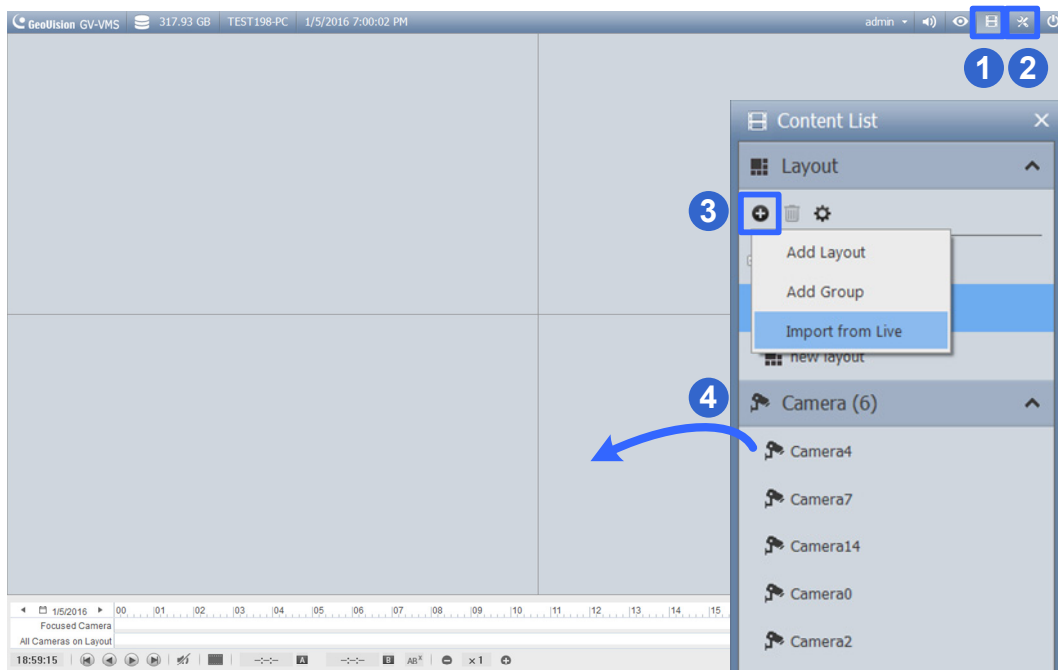 GeoVision GV-VMS 317.93 GB TEST198-PC 1/5/2016 7:00:02 PM admin
1 2
Content List
Layout
3
Add Layout
Add Group
Import from Live
new layout
4
Camera (6)
Camera4
Camera7
Camera14
Camera0
Camera2
1/5/2016 00 01 02 03 04 05 06 07 08 09 10 11 12 13 14 15
Focused Camera
All Cameras on Layout
18:59:15 --:--:-- A --:--:-- B AB x 1